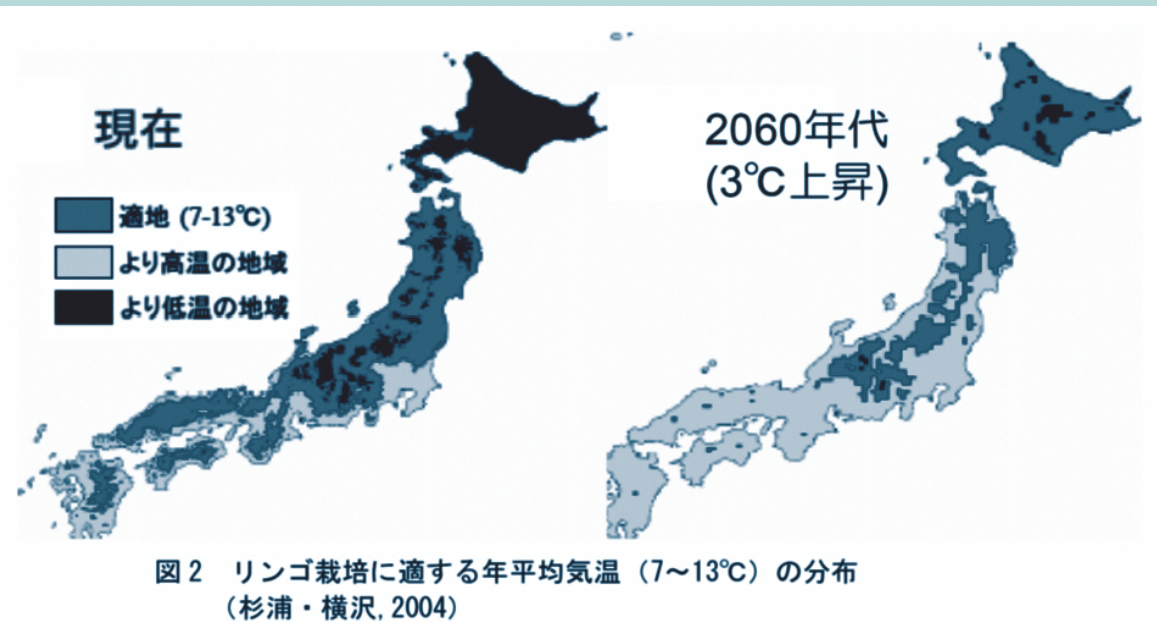 現在
適地 (7-13℃)
より高温の地域
より低温の地域
2060年代
(3℃上昇)
図2 リンゴ栽培に適する年平均気温（7～13℃）の分布
（杉浦・横沢, 2004）